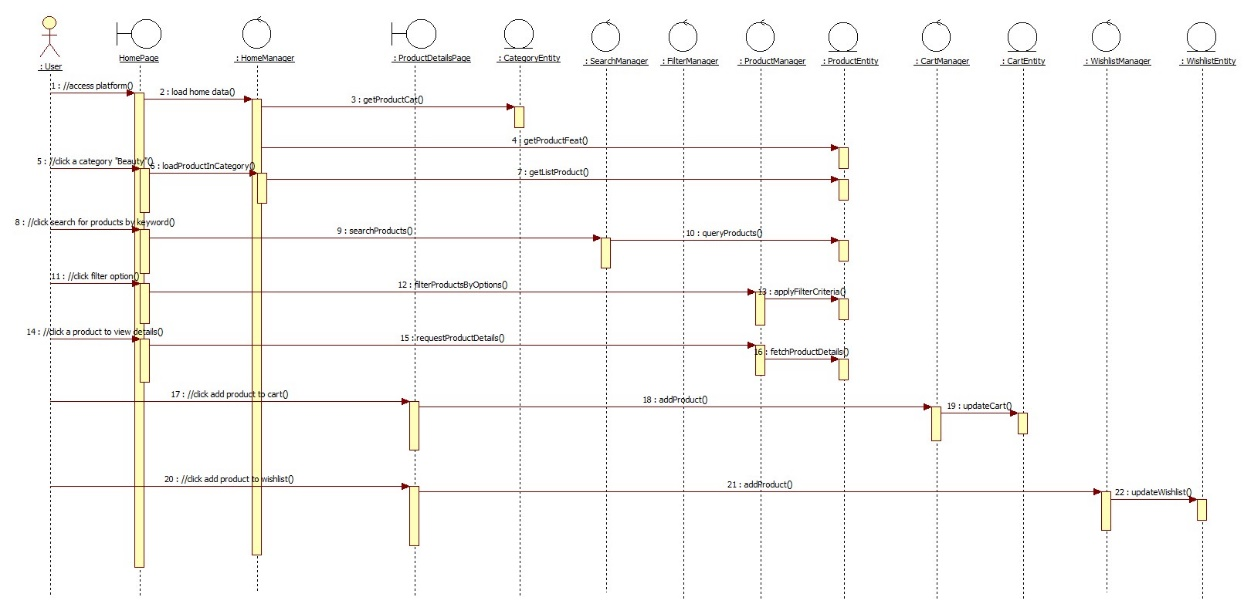 : User
HomePage
: HomeManager
: ProductDetailsPage
: CategoryEntity
: SearchManager
: FilterManager
: ProductManager
: ProductEntity
: CartManager
: CartEntity
: WishlistManager
: WishlistEntity
1 : //access platform()
2 : load home data()
3 : getProductCat()
4 : getProductFeat()
5 : //click a category "Beauty"()
6 : loadProductInCategory()
7 : getListProduct()
8 : //click search for products by keyword()
9 : searchProducts()
10 : queryProducts()
11 : //click filter option()
12 : filterProductsByOptions()
13 : applyFilterCriteria()
14 : //click a product to view details()
15 : requestProductDetails()
16 : fetchProductDetails()
17 : //click add product to cart()
18 : addProduct()
19 : updateCart()
20 : //click add product to wishlist()
21 : addProduct()
22 : updateWishlist()